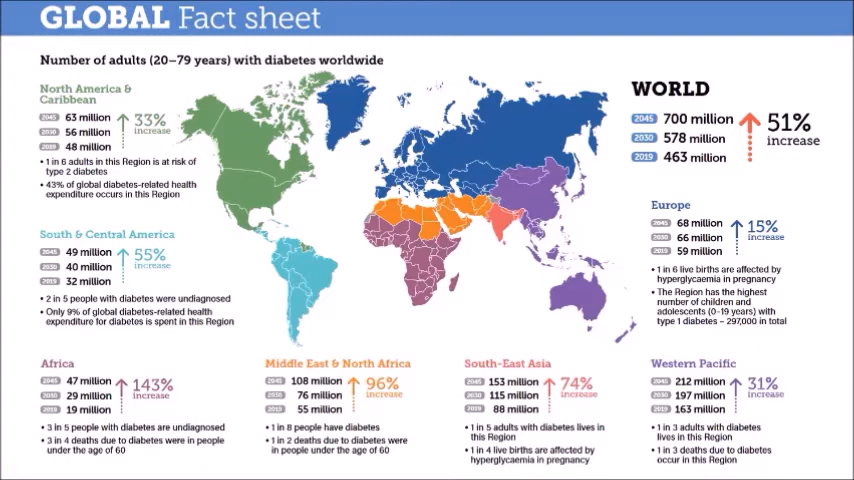 GLOBAL Fact sheet
Number of adults (20–79 years) with diabetes worldwide
North America &
Caribbean
2045 63 million
2030 56 million
2019 48 million
33%
increase
• 1 in 6 adults in this Region is at risk of
type 2 diabetes
• 43% of global diabetes-related health
expenditure occurs in this Region
South & Central America
2045 49 million
2030 40 million
2019 32 million
55%
increase
• 2 in 5 people with diabetes were undiagnosed
• Only 9% of global diabetes-related health
expenditure for diabetes is spent in this Region
WORLD
2045 700 million
2030 578 million
2019 463 million
51%
increase
Europe
2045 68 million
2030 66 million
2019 59 million
15%
increase
• 1 in 6 live births are affected by
hyperglycaemia in pregnancy
• The Region has the highest
number of children and
adolescents (0-19 years) with
type 1 diabetes – 297,000 in total
Africa
2045 47 million
2030 29 million
2019 19 million
143%
increase
• 3 in 5 people with diabetes are undiagnosed
• 3 in 4 deaths due to diabetes were in people
under the age of 60
Middle East & North Africa
2045 108 million
2030 76 million
2019 55 million
96%
increase
• 1 in 8 people have diabetes
• 1 in 2 deaths due to diabetes were
in people under the age of 60
South-East Asia
2045 153 million
2030 115 million
2019 88 million
74%
increase
• 1 in 5 adults with diabetes lives in
this Region
• 1 in 4 live births are affected by
hyperglycaemia in pregnancy
Western Pacific
2045 212 million
2030 197 million
2019 163 million
31%
increase
• 1 in 3 adults with diabetes
lives in this Region
• 1 in 3 deaths due to diabetes
occur in this Region